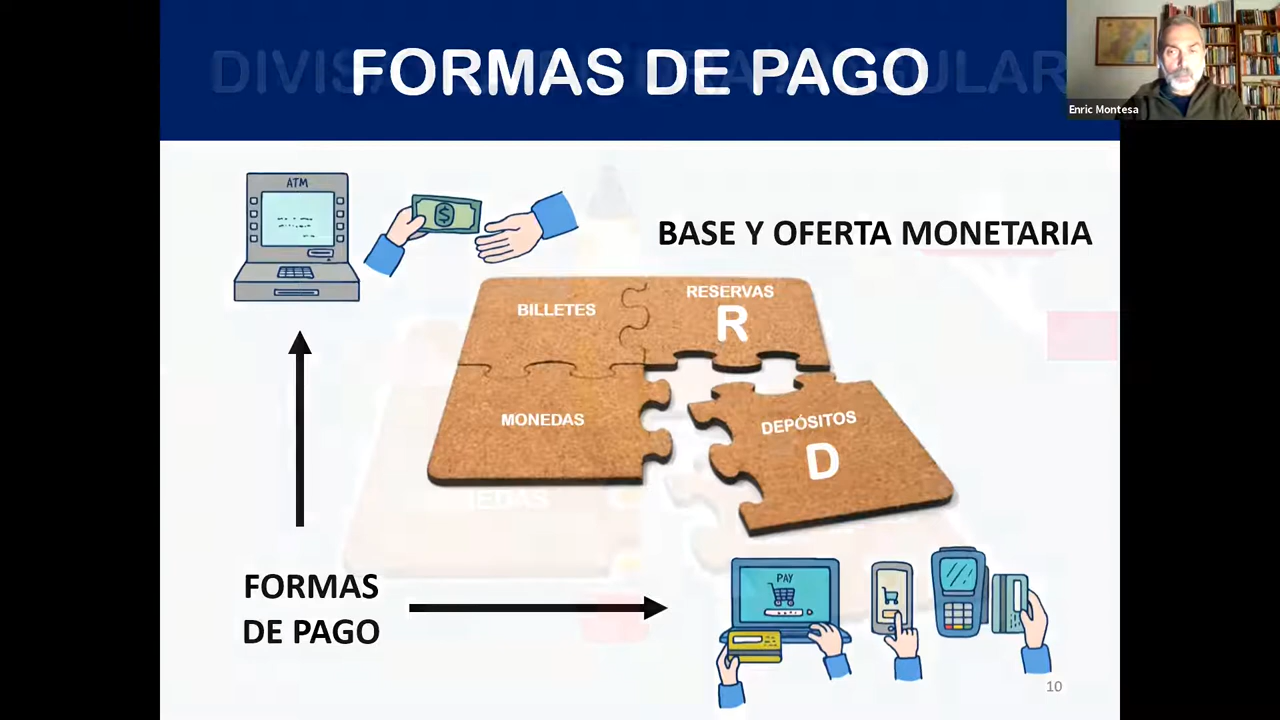 FORMAS DE PAGO
Enric Montesa
ATM
$
BASE Y OFERTA MONETARIA
BILLETES
RESERVAS
R
MONEDAS
DEPÓSITOS
D
FORMAS
DE PAGO
PAY
10